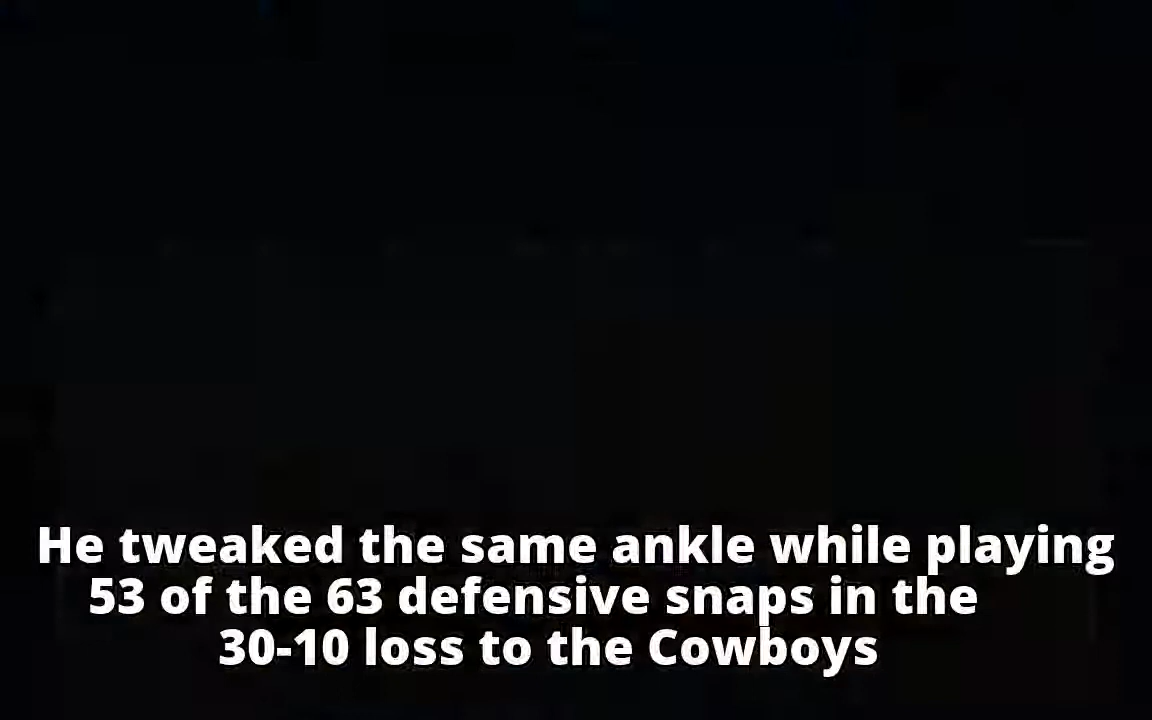 He tweaked the same ankle while playing
53 of the 63 defensive snaps in the
30-10 loss to the Cowboys